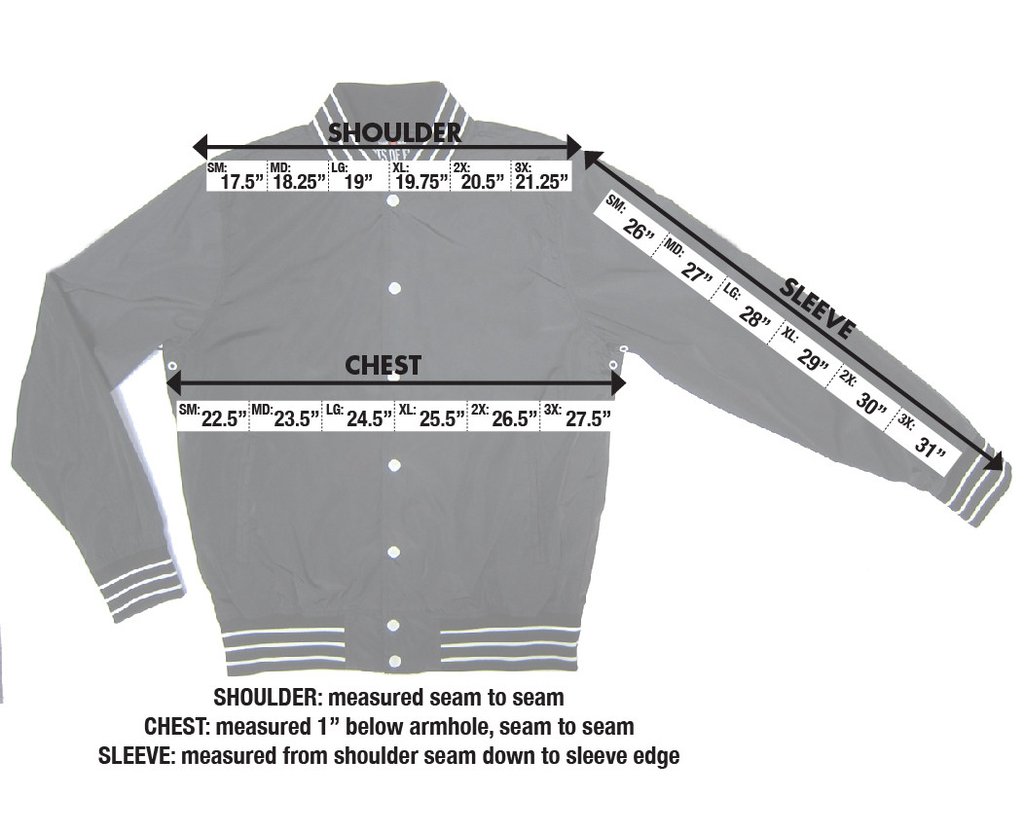 SHOULDER
SM: 17.5” MD: 18.25” LG: 19” XL: 19.75” 2X: 20.5” 3X: 21.25”
SLEEVE
SM: 26” MD: 27” LG: 28” XL: 29” 2X: 30” 3X: 31”
CHEST
SM: 22.5” MD: 23.5” LG: 24.5” XL: 25.5” 2X: 26.5” 3X: 27.5”
SHOULDER: measured seam to seam
CHEST: measured 1” below armhole, seam to seam
SLEEVE: measured from shoulder seam down to sleeve edge